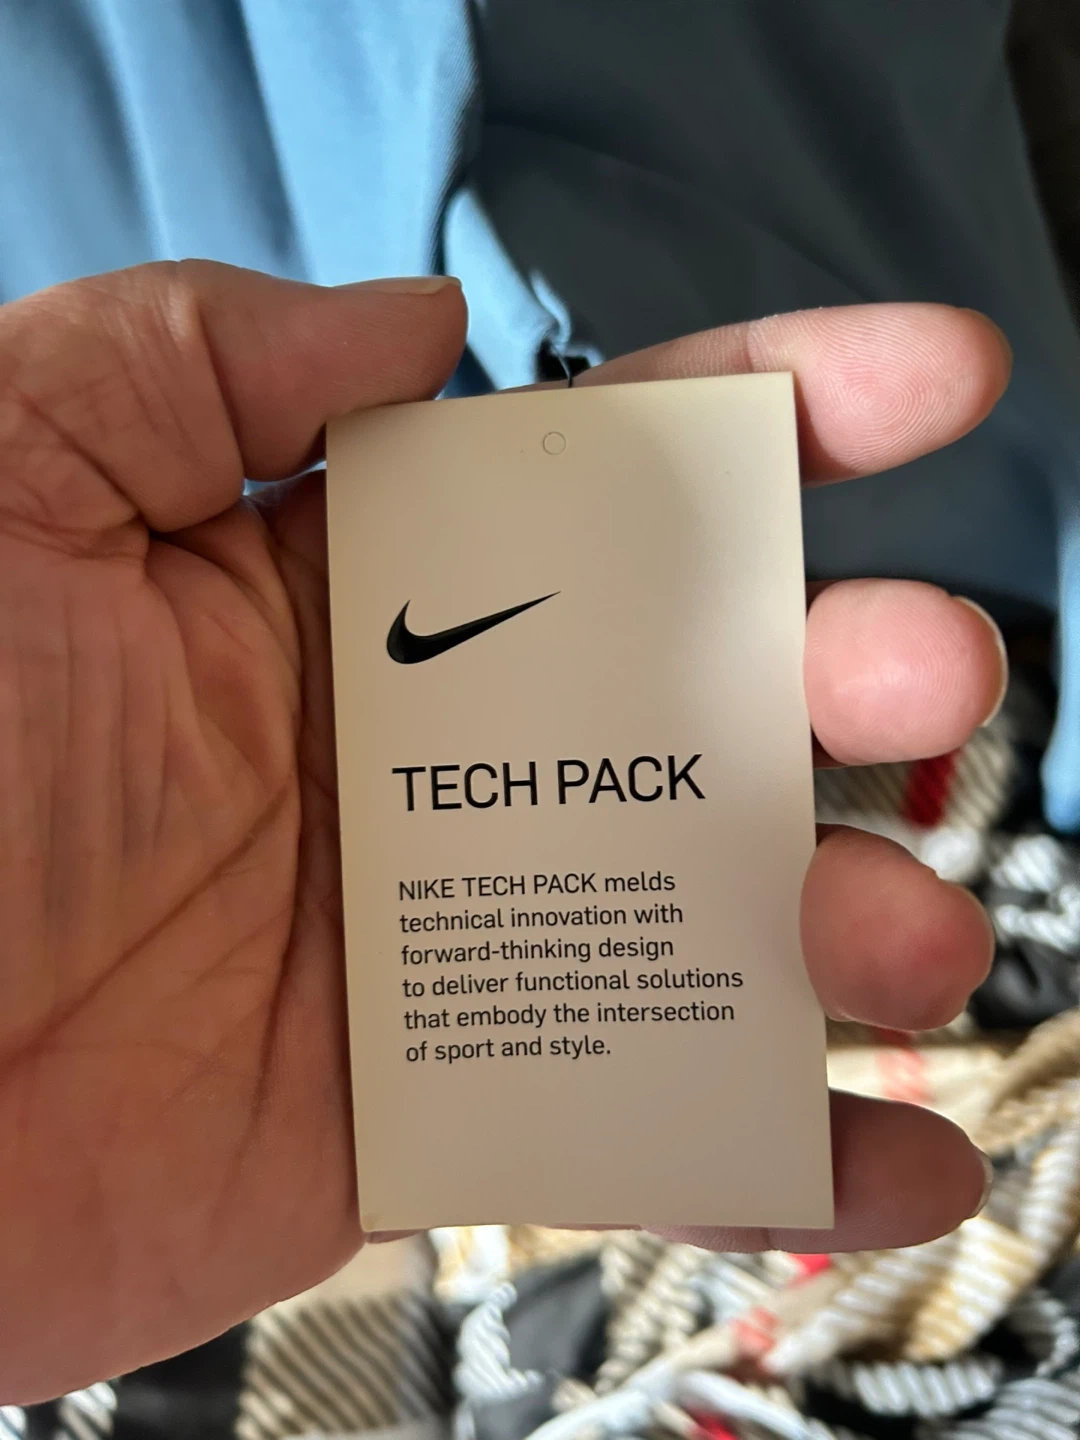 TECH PACK
NIKE TECH PACK melds
technical innovation with
forward-thinking design
to deliver functional solutions
that embody the intersection
of sport and style.